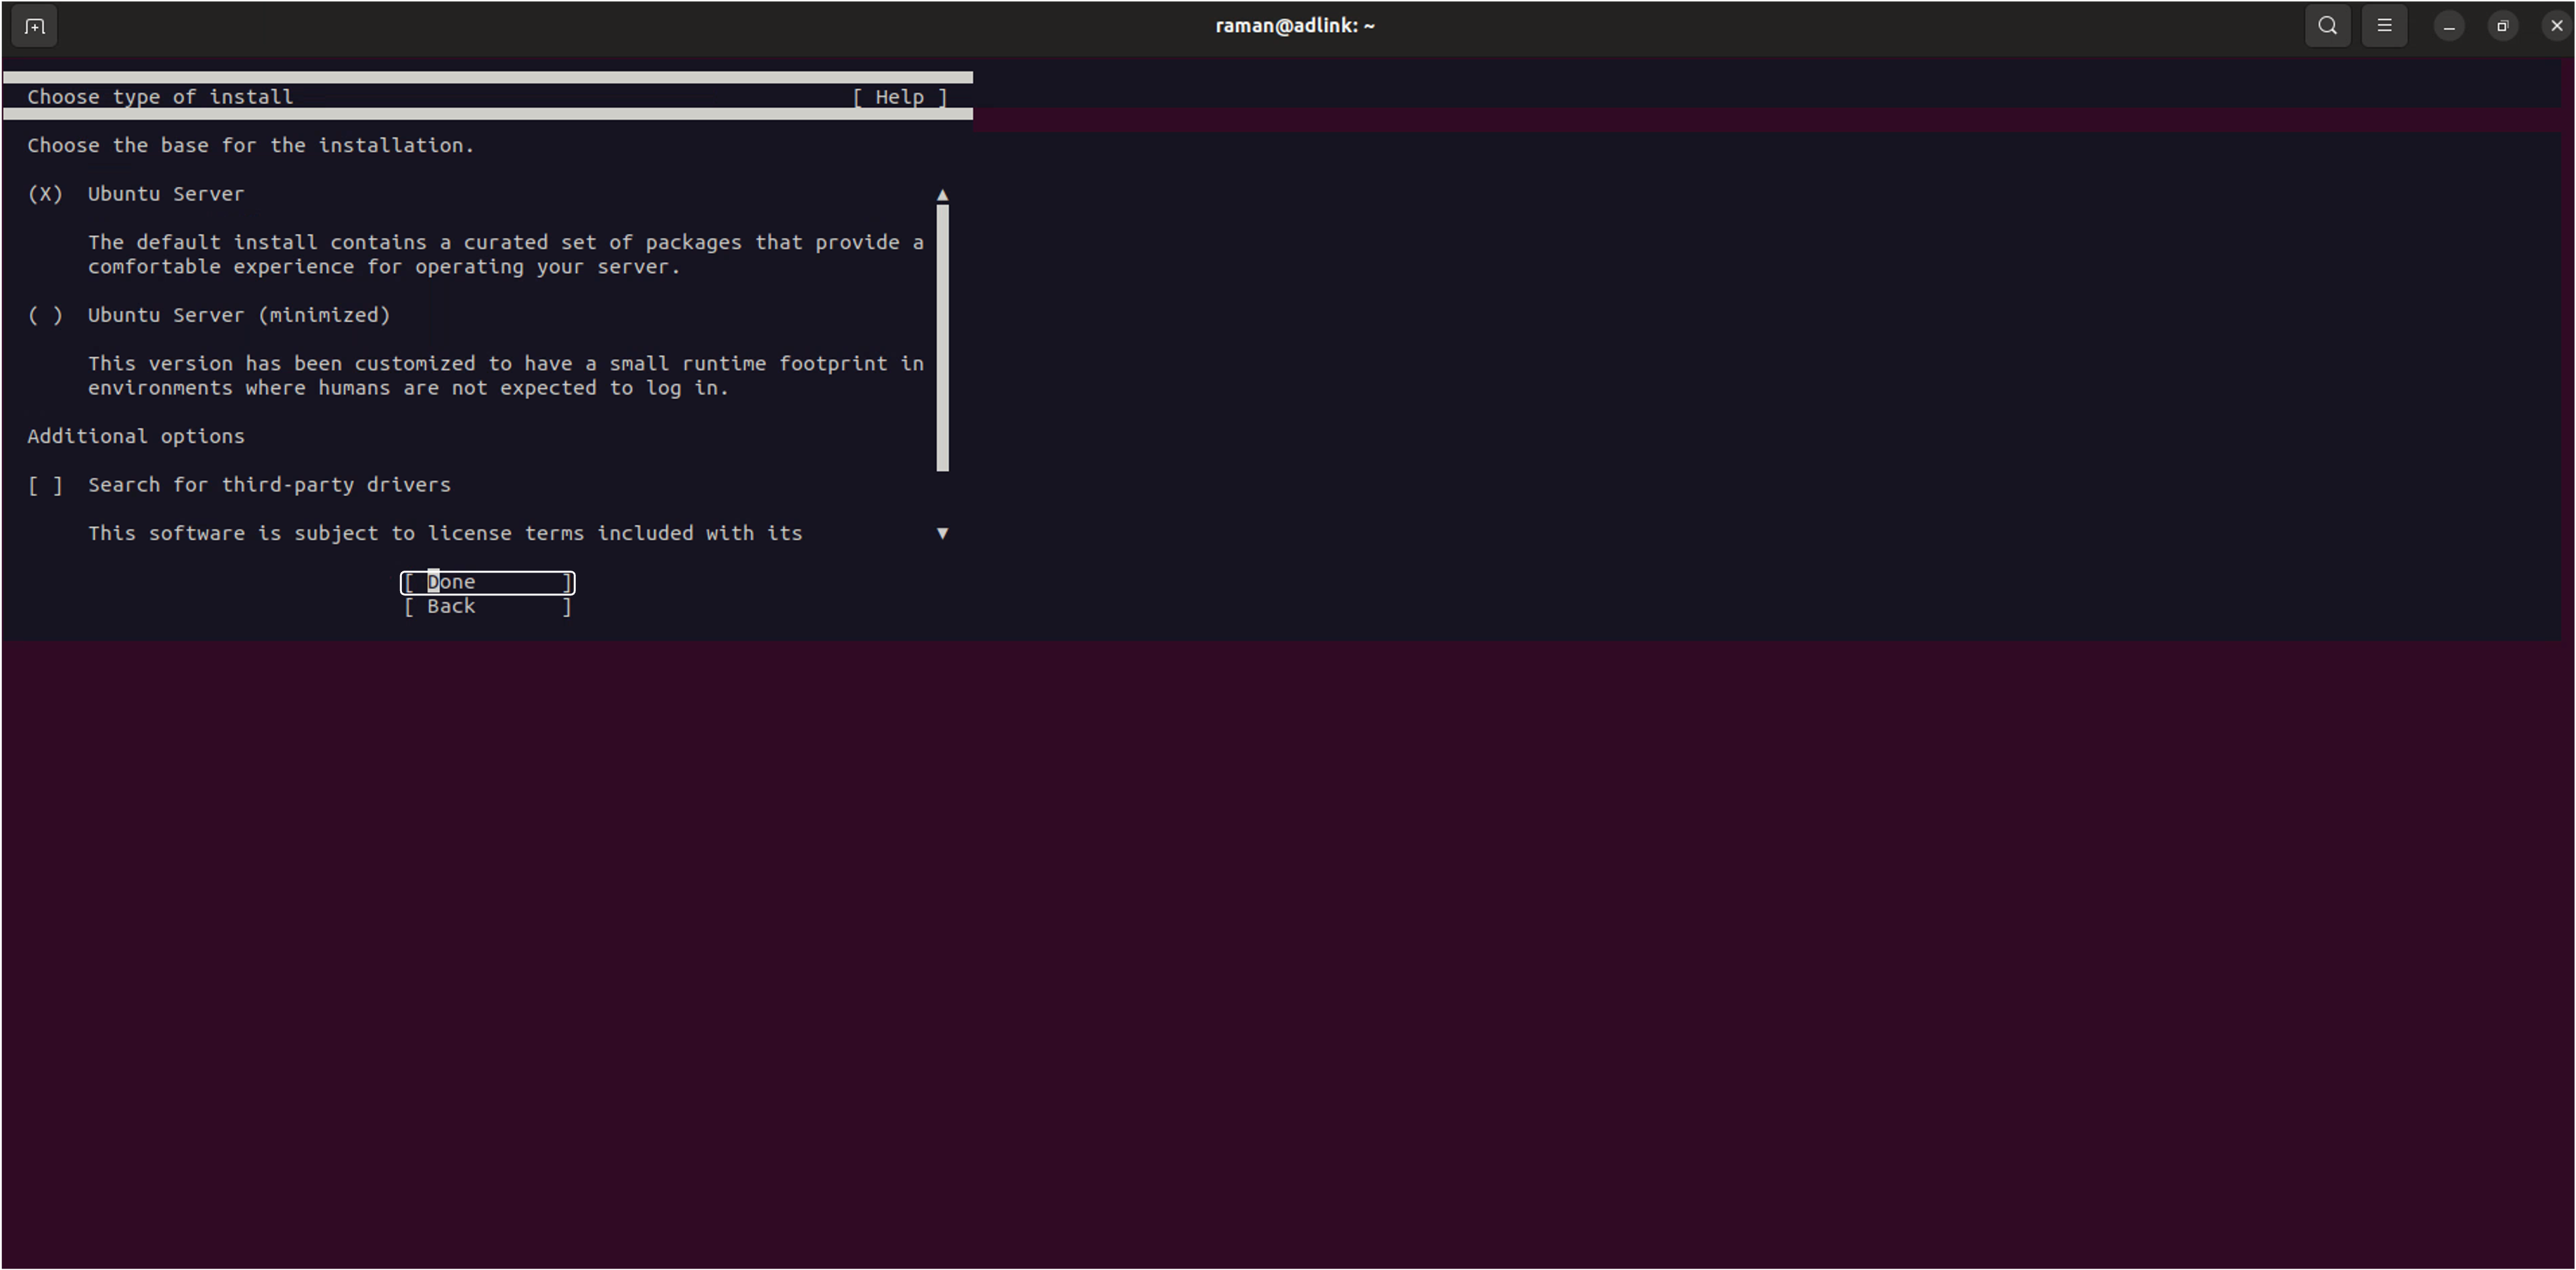 raman@adlink: ~
Choose type of install [ Help ]
Choose the base for the installation.
(X) Ubuntu Server
The default install contains a curated set of packages that provide a
comfortable experience for operating your server.
( ) Ubuntu Server (minimized)
This version has been customized to have a small runtime footprint in
environments where humans are not expected to log in.
Additional options
[ ] Search for third-party drivers
This software is subject to license terms included with its
[ Done ]
[ Back ]